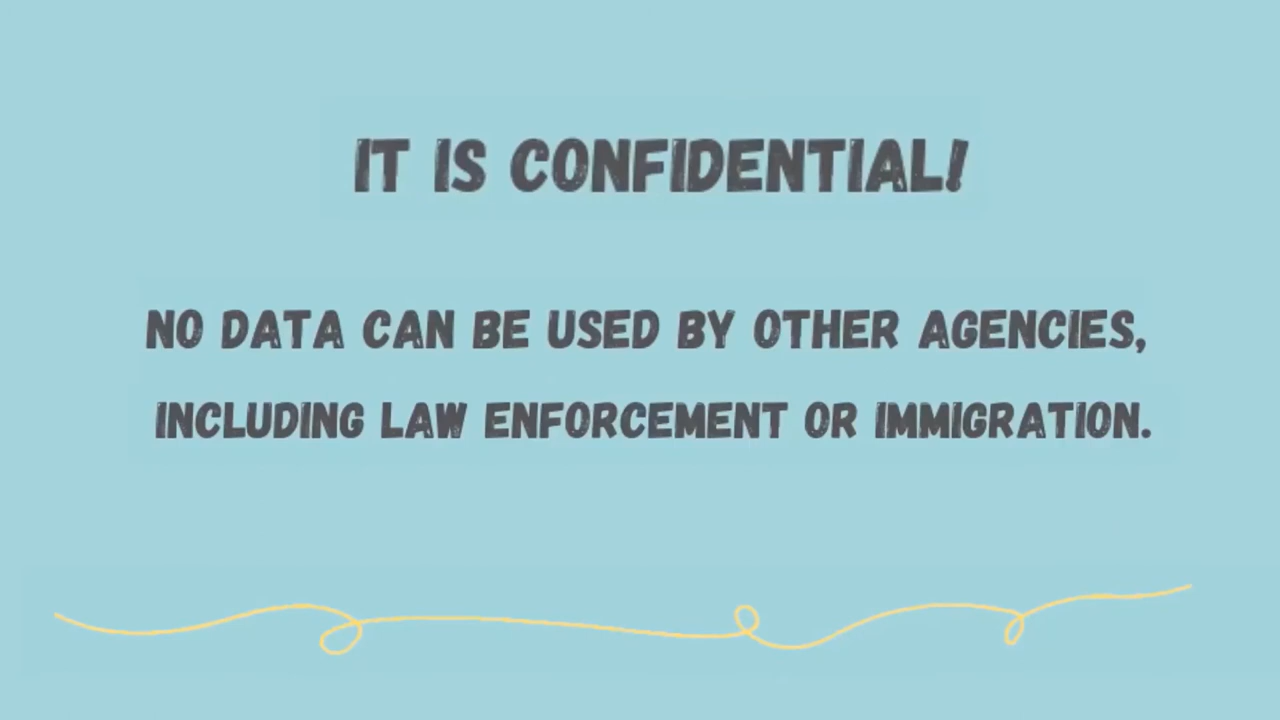 IT IS CONFIDENTIAL!
NO DATA CAN BE USED BY OTHER AGENCIES,
INCLUDING LAW ENFORCEMENT OR IMMIGRATION.